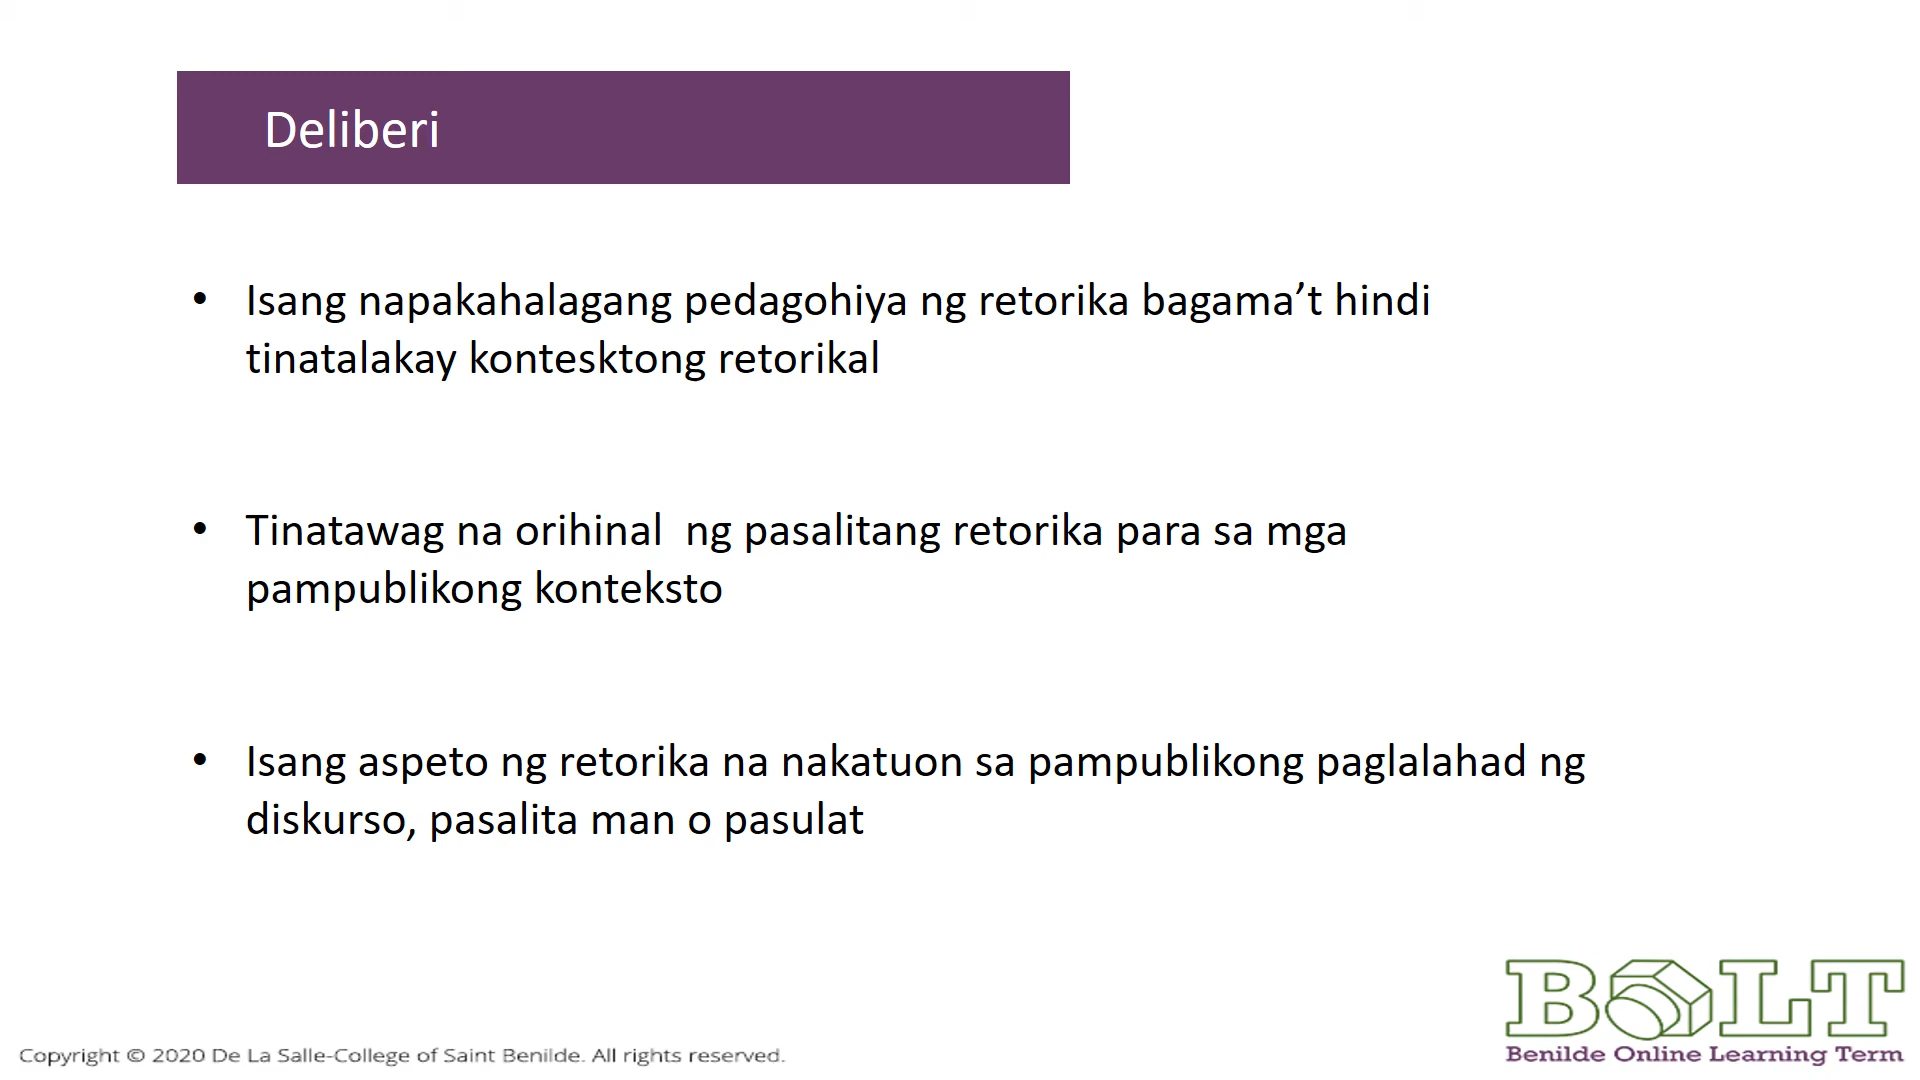 Deliberi
• Isang napakahalagang pedagohiya ng retorika bagama’t hindi
tinatalakay kontesktong retorikal
• Tinatawag na orihinal  ng pasalitang retorika para sa mga
pampublikong konteksto
• Isang aspeto ng retorika na nakatuon sa pampublikong paglalahad ng
diskurso, pasalita man o pasulat
BOLT
Benilde Online Learning Term
Copyright © 2020 De La Salle-College of Saint Benilde. All rights reserved.